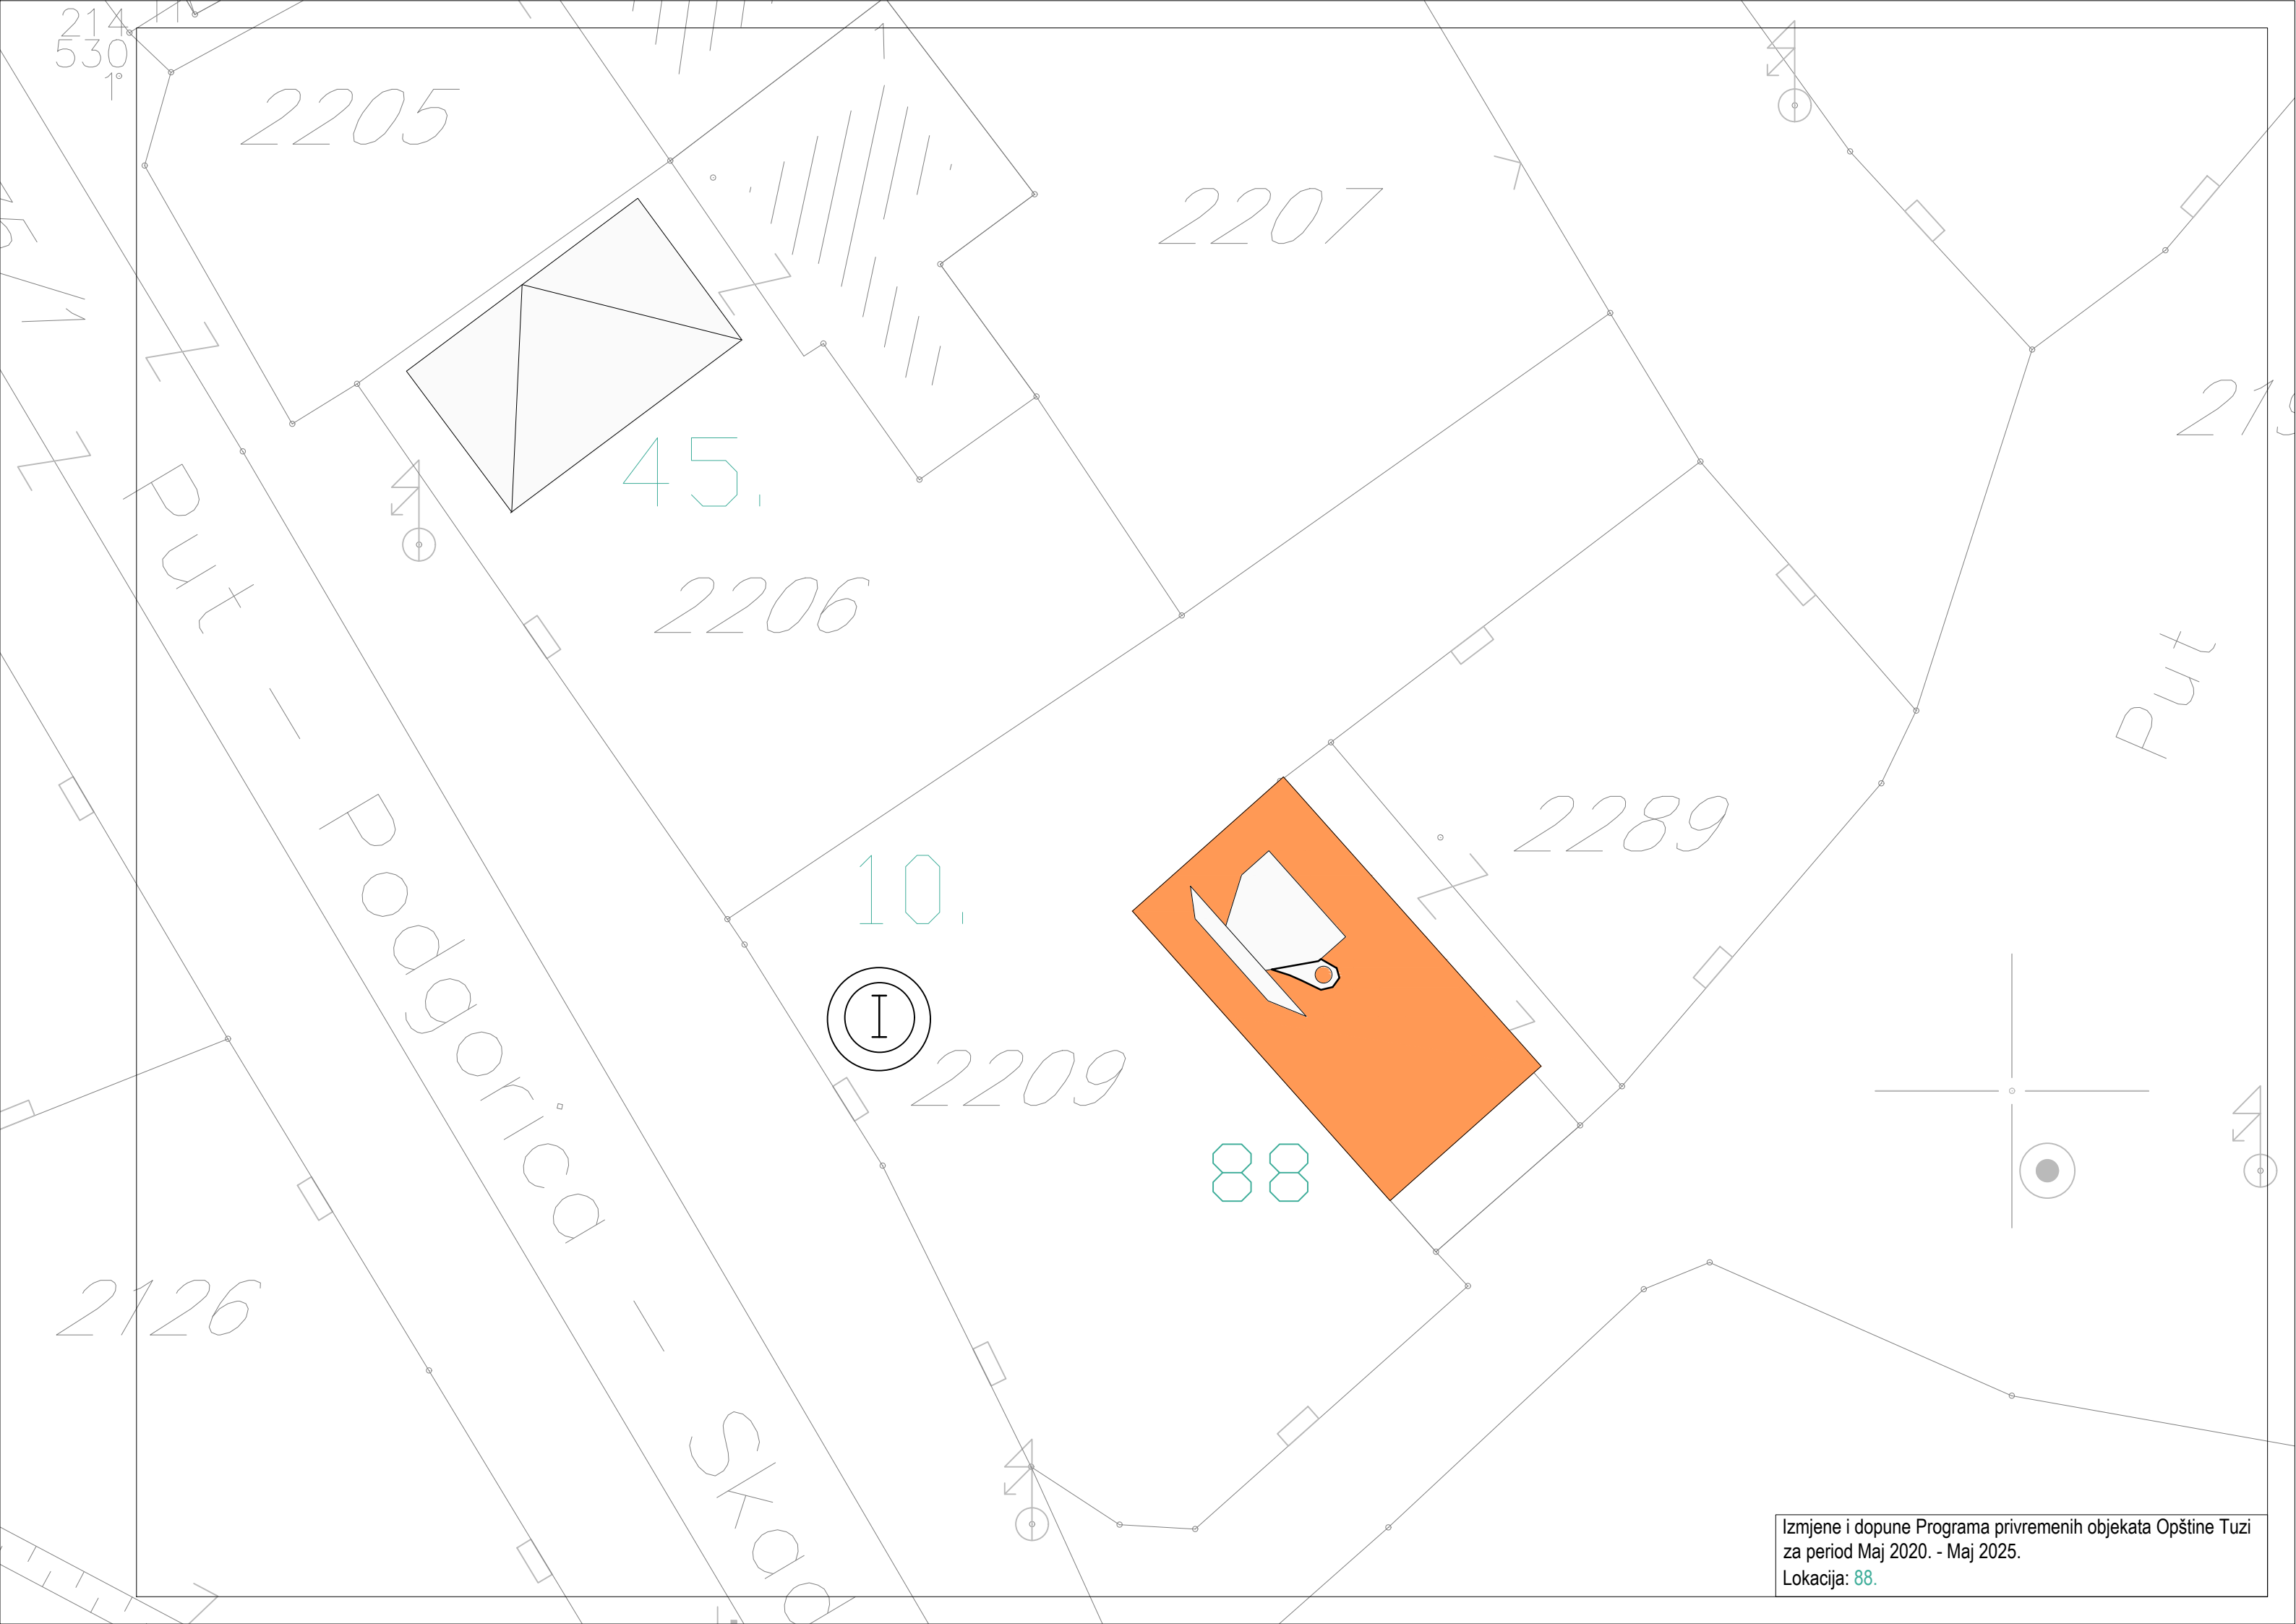 214
530
1
2205
2207
45.
2206
Put
Put — Podgorica —
2289
10.
I
2209
88
2126
Izmjene i dopune Programa privremenih objekata Opštine Tuzi
za period Maj 2020. - Maj 2025.
Lokacija: 88.